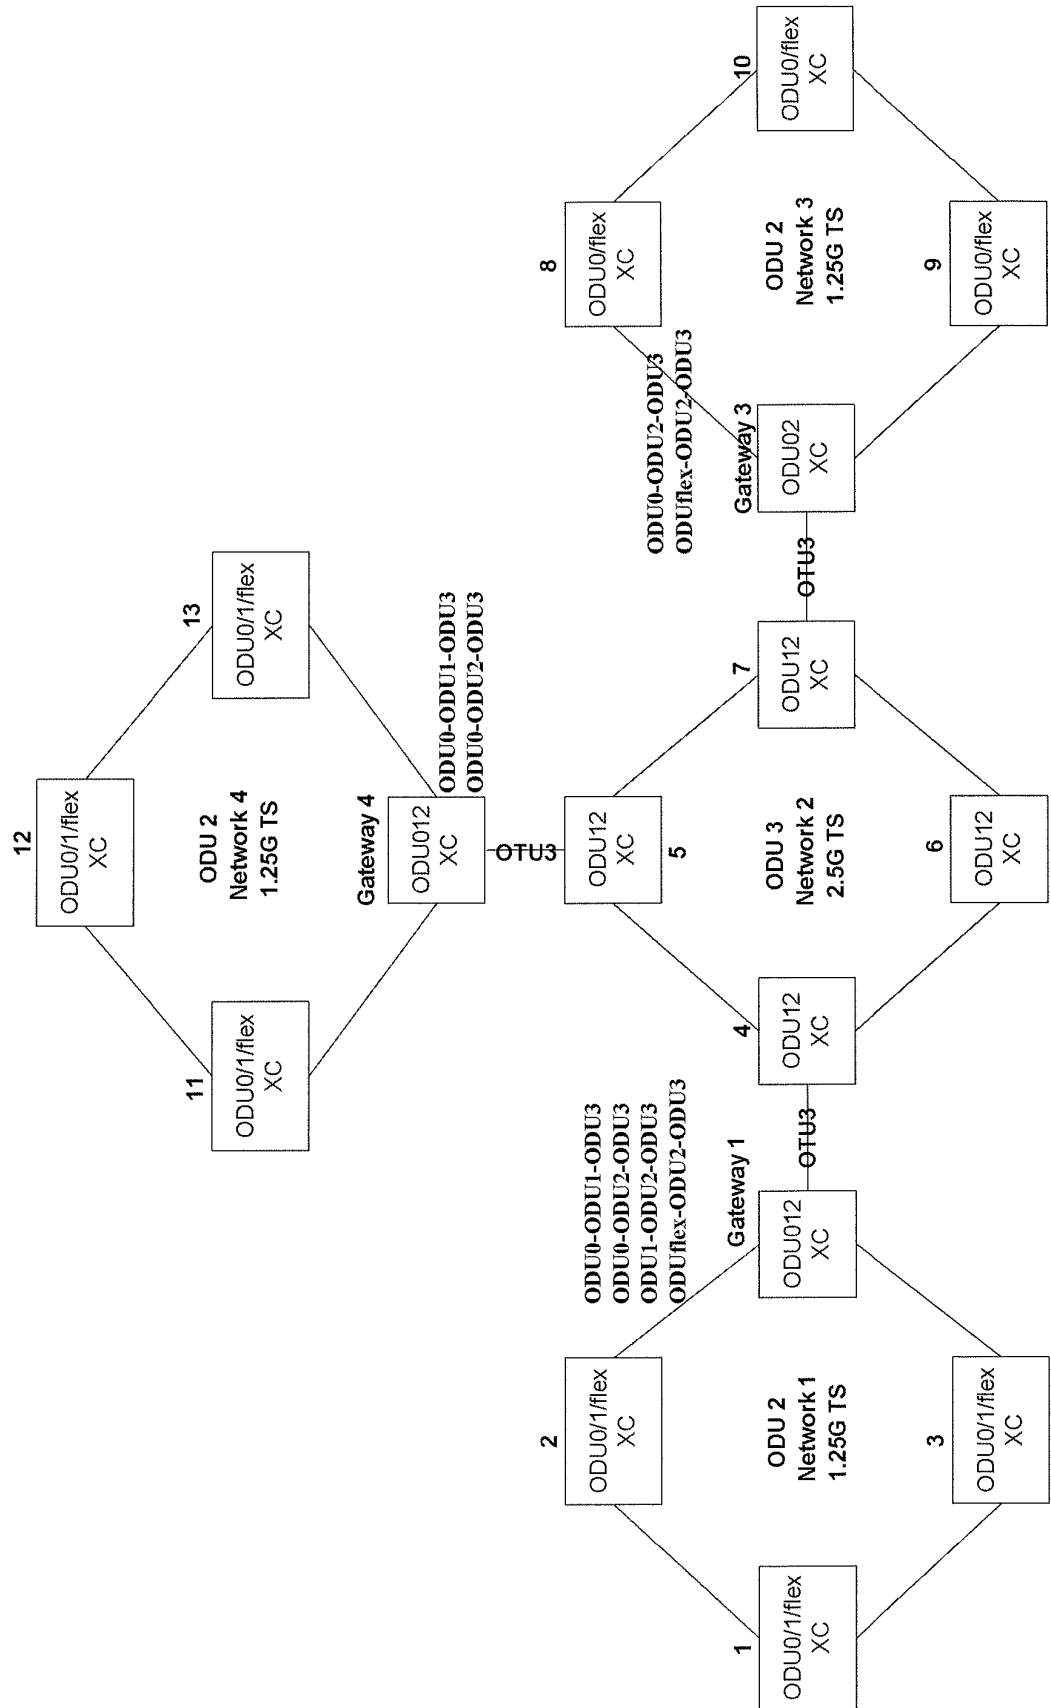 12
ODU0/1/flex
XC
11
ODU0/1/flex
XC
ODU 2
Network 4
1.25G TS
13
ODU0/1/flex
XC
Gateway 4
ODU012
XC
ODU0-ODU1-ODU3
ODU0-ODU2-ODU3
OTU3
2
ODU0/1/flex
XC
ODU0-ODU1-ODU3
ODU0-ODU2-ODU3
ODU1-ODU2-ODU3
ODUflex-ODU2-ODU3
ODU12
XC
5
ODU0-ODU2-ODU3
ODUflex-ODU2-ODU3
8
ODU0/flex
XC
1
ODU0/1/flex
XC
ODU 2
Network 1
1.25G TS
Gateway 1
ODU012
XC
OTU3
4
ODU12
XC
ODU 3
Network 2
2.5G TS
7
ODU12
XC
OTU3
Gateway 3
ODU02
XC
ODU 2
Network 3
1.25G TS
10
ODU0/flex
XC
3
ODU0/1/flex
XC
6
ODU12
XC
9
ODU0/flex
XC